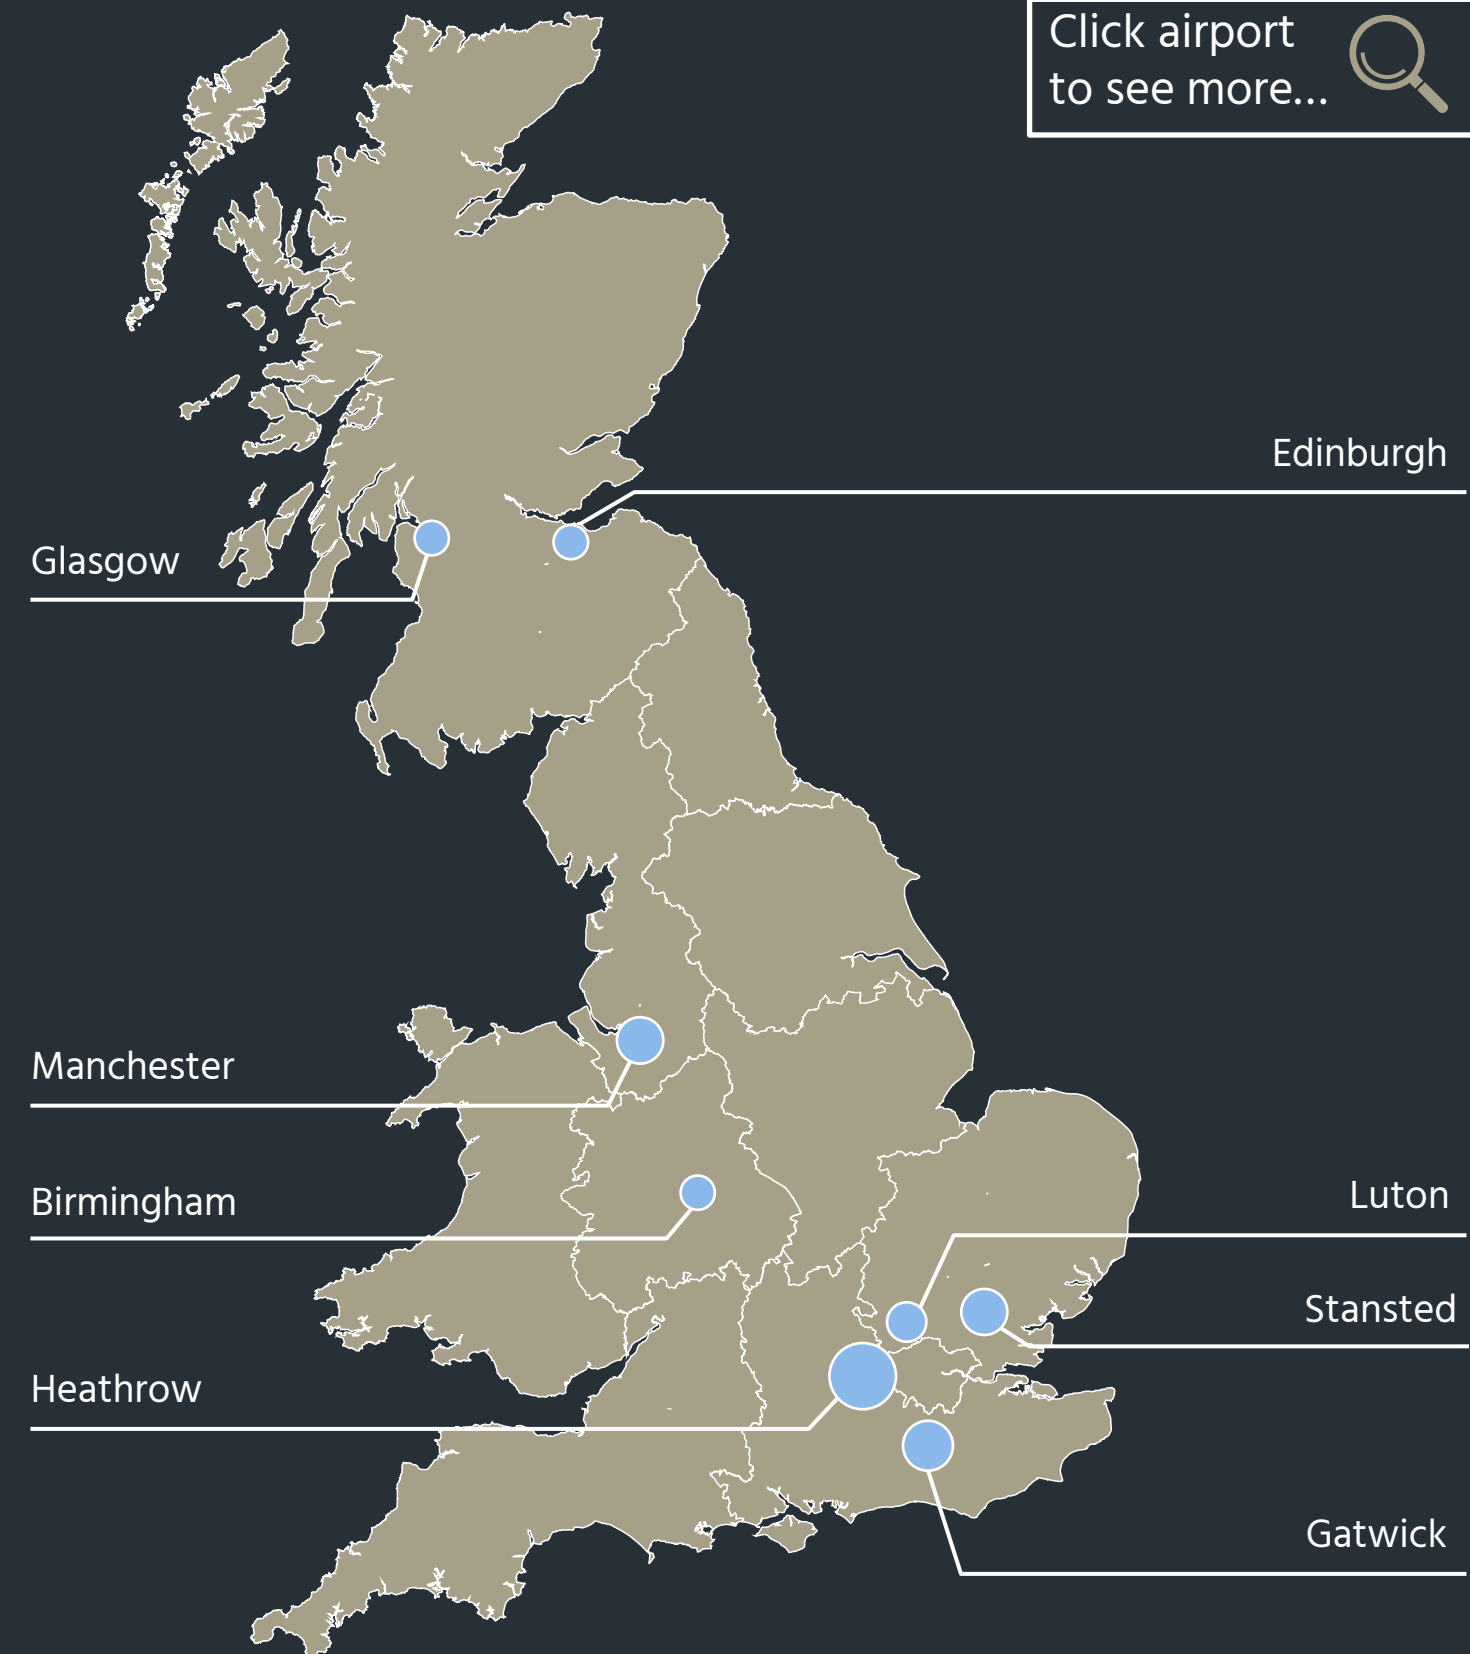 Click airport
to see more...
Edinburgh
Glasgow
Manchester
Birmingham
Luton
Stansted
Heathrow
Gatwick